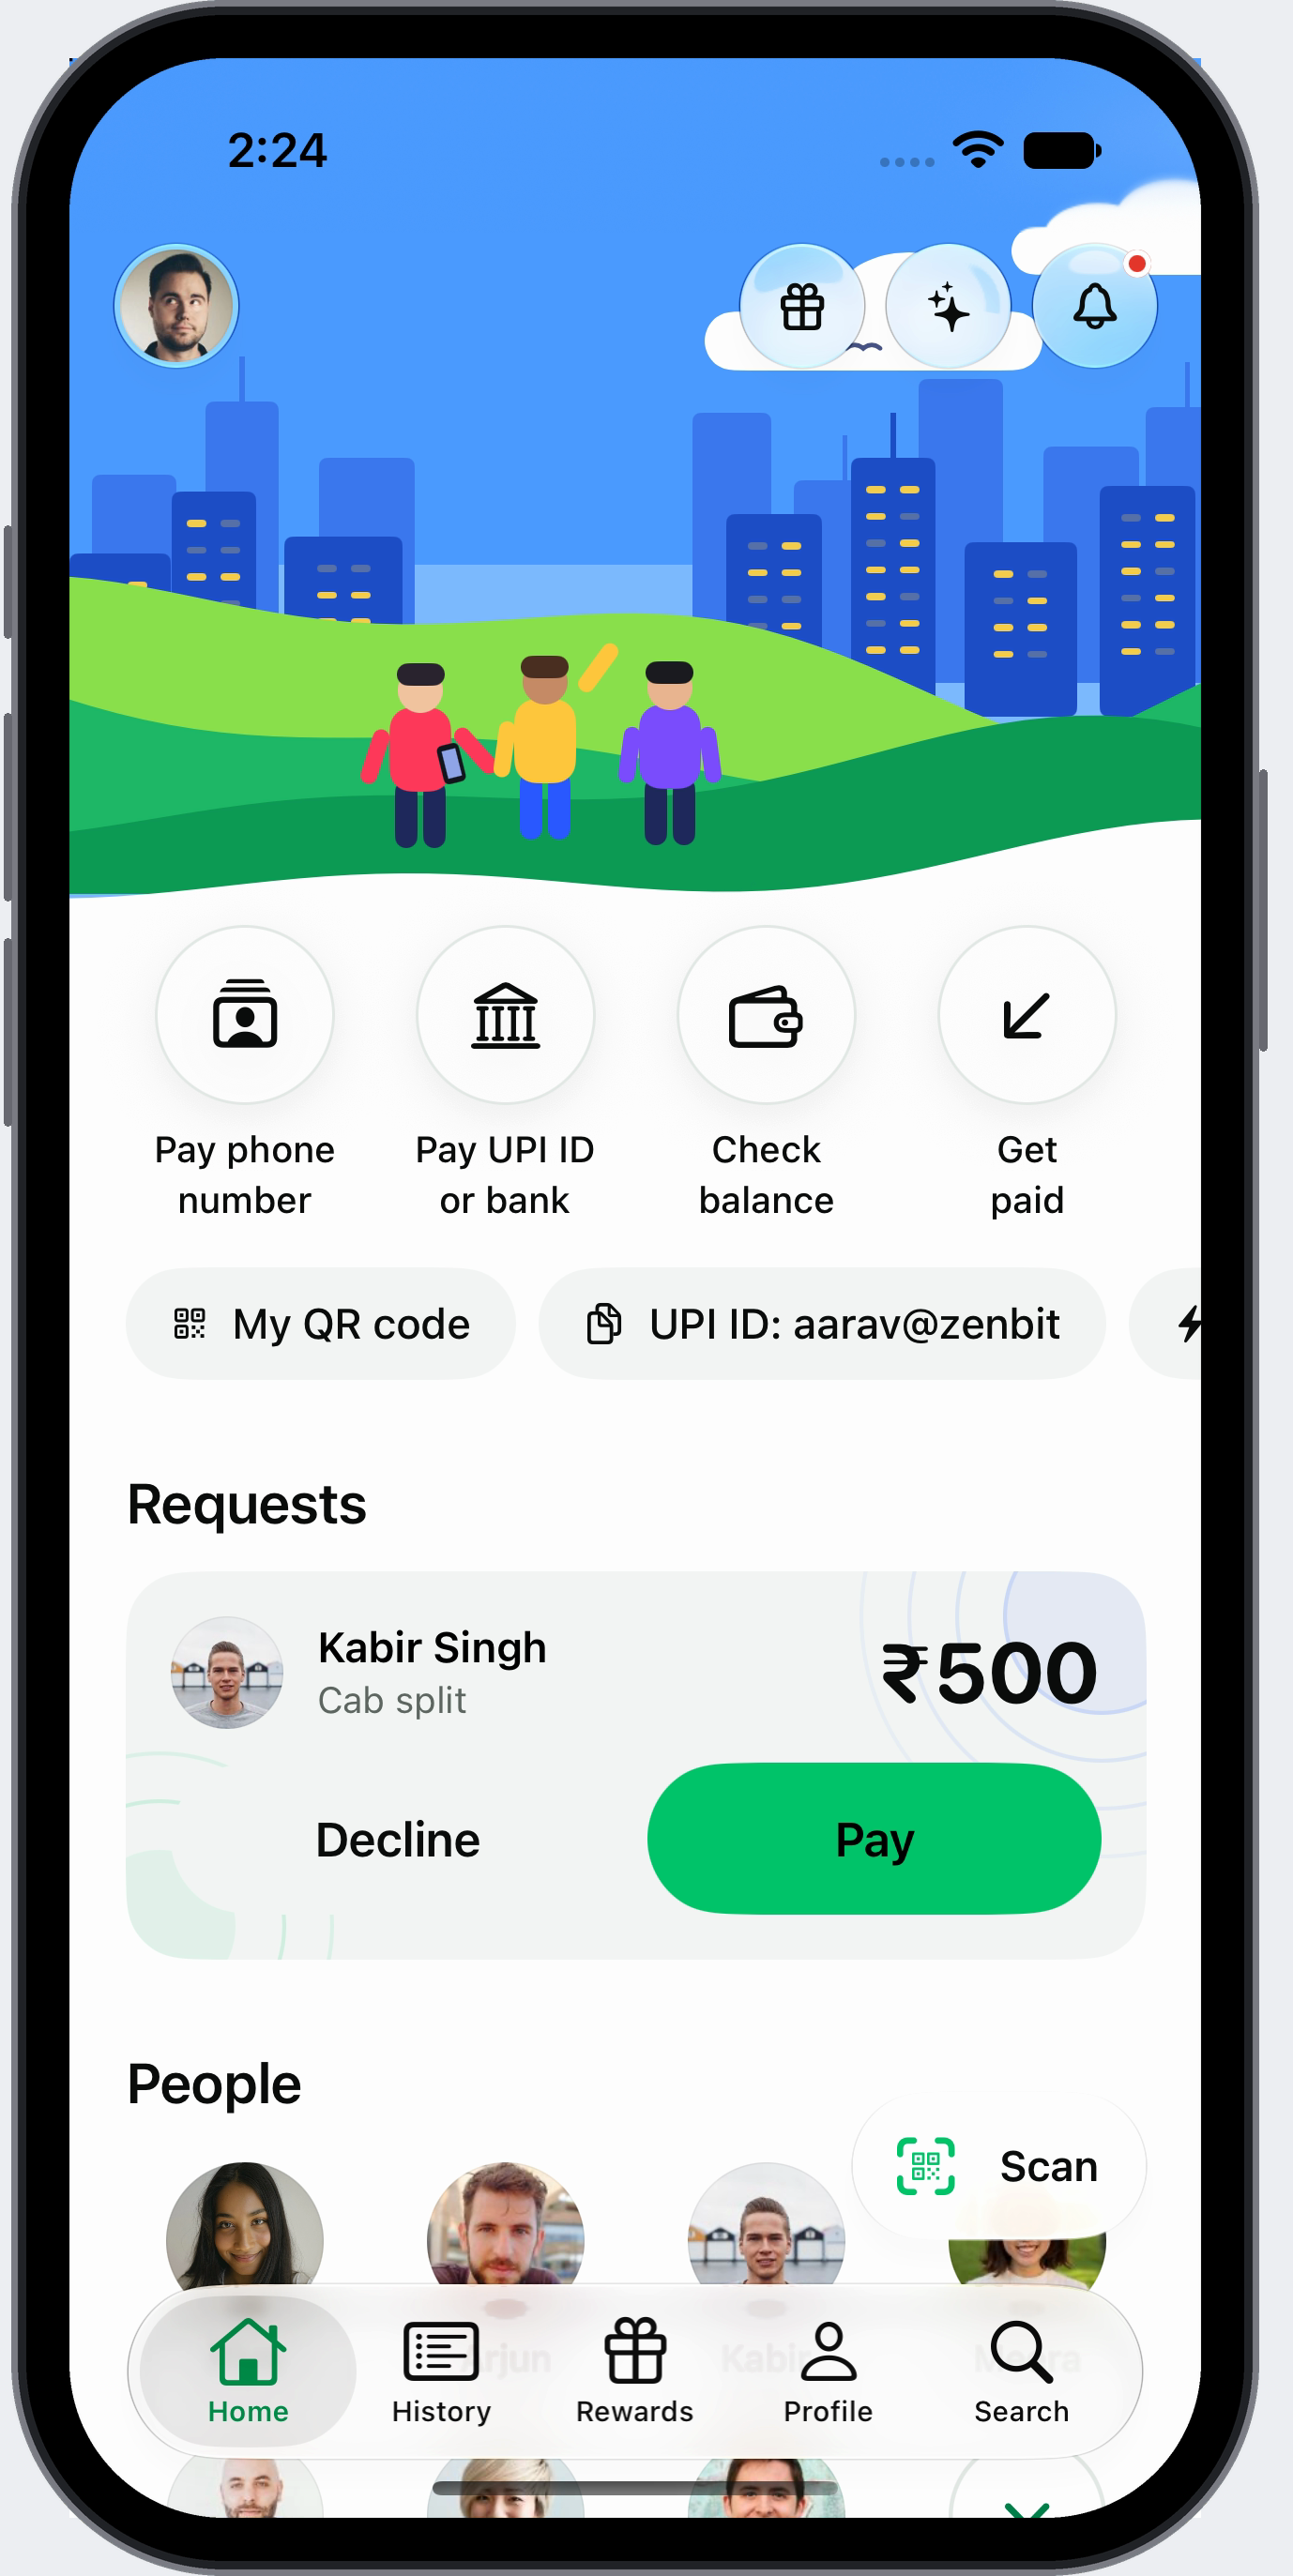 2:24
Pay phone
number
Pay UPI ID
or bank
Check
balance
Get
paid
My QR code
UPI ID: aarav@zenbit
Requests
Kabir Singh
Cab split
₹500
Decline
Pay
People
Scan
Kabir
Home
History
Rewards
Profile
Search